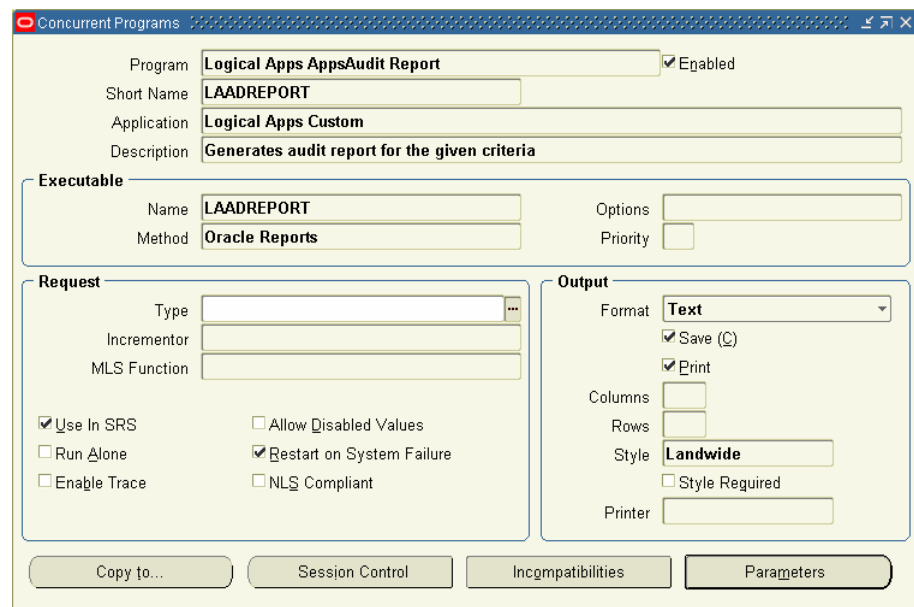 Concurrent Programs
Program Logical Apps AppsAudit Report Enabled
Short Name LAADREPORT
Application Logical Apps Custom
Description Generates audit report for the given criteria
Executable
Name LAADREPORT Options
Method Oracle Reports Priority
Request Output
Type ... Format Text
Incrementor Save (C)
MLS Function Print
Columns
Use In SRS Allow Disabled Values Rows
Run Alone Restart on System Failure Style Landwide
Enable Trace NLS Compliant Style Required
Printer
Copy to... Session Control Incompatibilities Parameters